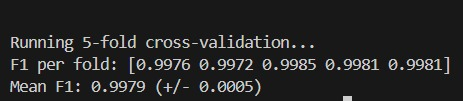 Running 5-fold cross-validation...
F1 per fold: [0.9976 0.9972 0.9985 0.9981 0.9981]
Mean F1: 0.9979 (+/- 0.0005)